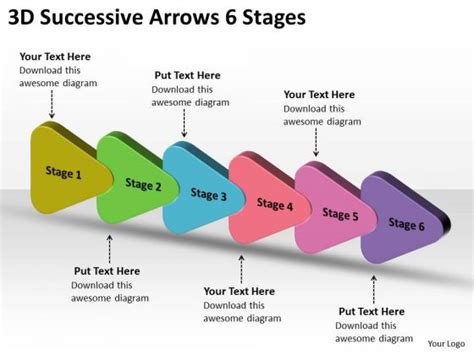 3D Successive Arrows 6 Stages
Your Text Here
Download this
awesome diagram
Put Text Here
Download this
awesome diagram
Your Text Here
Download this
awesome diagram
Stage 1
Stage 2
Stage 3
Stage 4
Stage 5
Stage 6
Put Text Here
Download this
awesome diagram
Your Text Here
Download this
awesome diagram
Put Text Here
Download this
awesome diagram
Your Logo